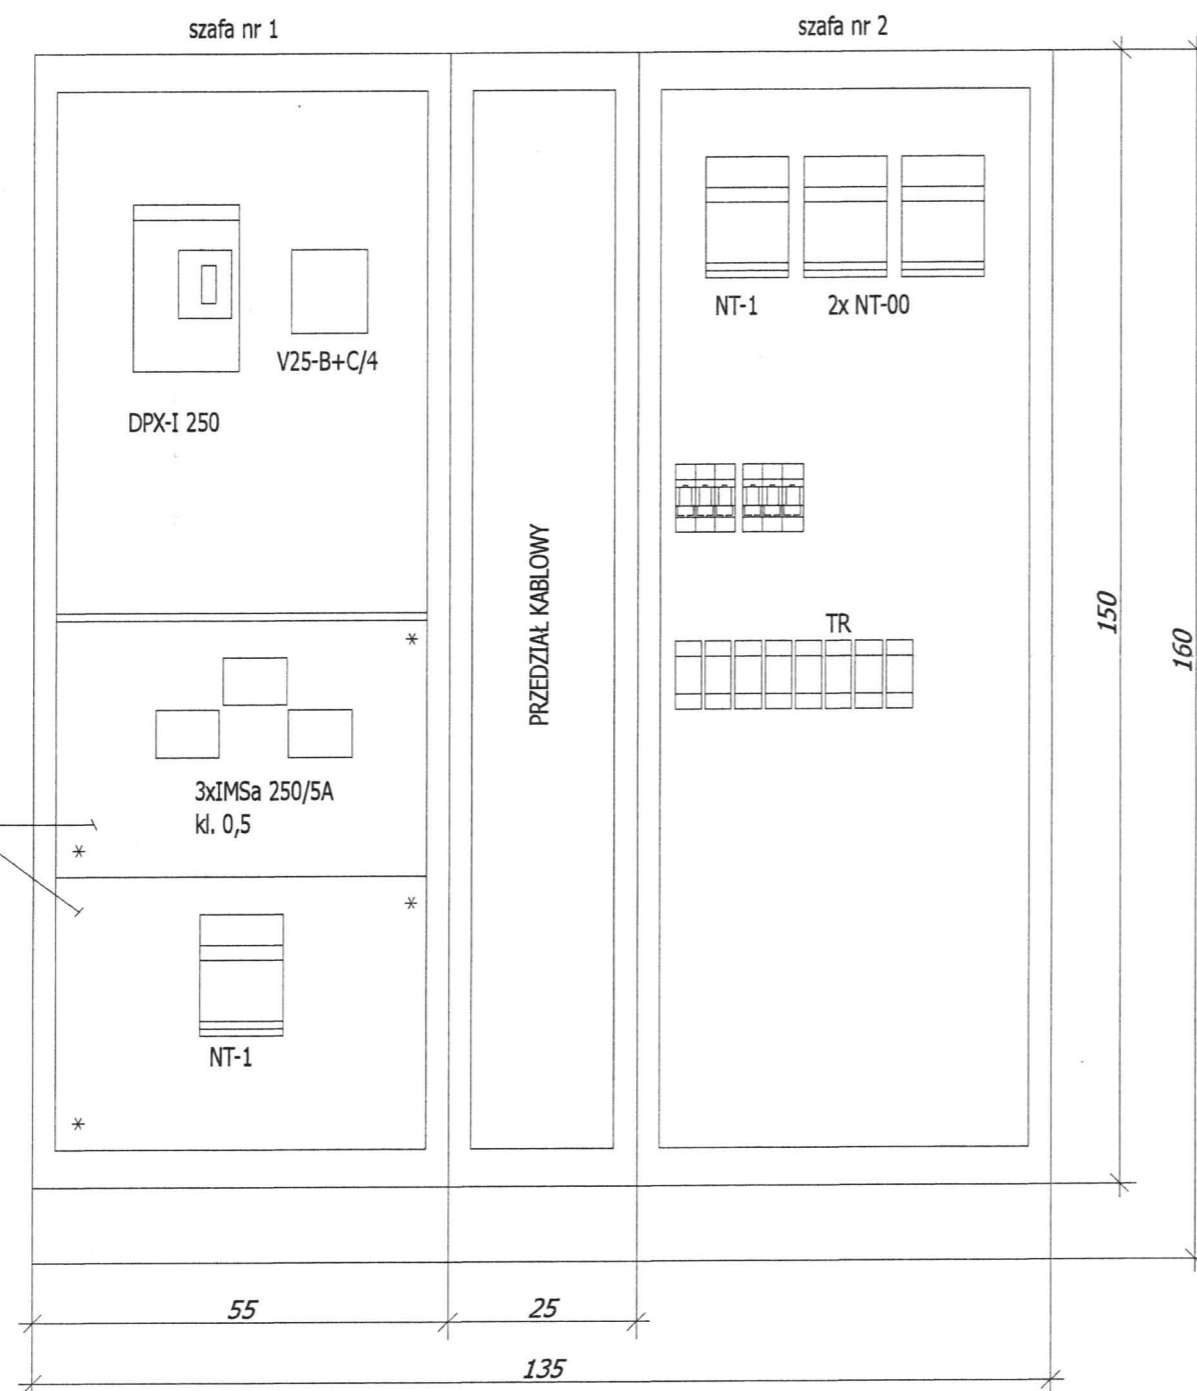 szafa nr 1
szafa nr 2
V25-B+C/4
DPX-I 250
NT-1
2x NT-00
PRZEDZIAŁ KABLOWY
TR
*
3xIMSa 250/5A
kl. 0,5
*
*
NT-1
*
150
160
55
25
135